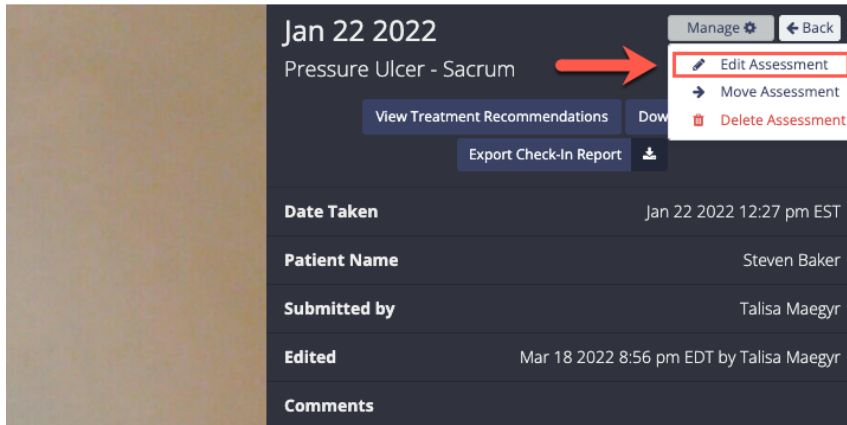 Jan 22 2022
Manage
Back
Pressure Ulcer - Sacrum
Edit Assessment
Move Assessment
Delete Assessment
View Treatment Recommendations
Dow
Export Check-In Report
Date Taken Jan 22 2022 12:27 pm EST
Patient Name Steven Baker
Submitted by Talisa Maegyr
Edited Mar 18 2022 8:56 pm EDT by Talisa Maegyr
Comments